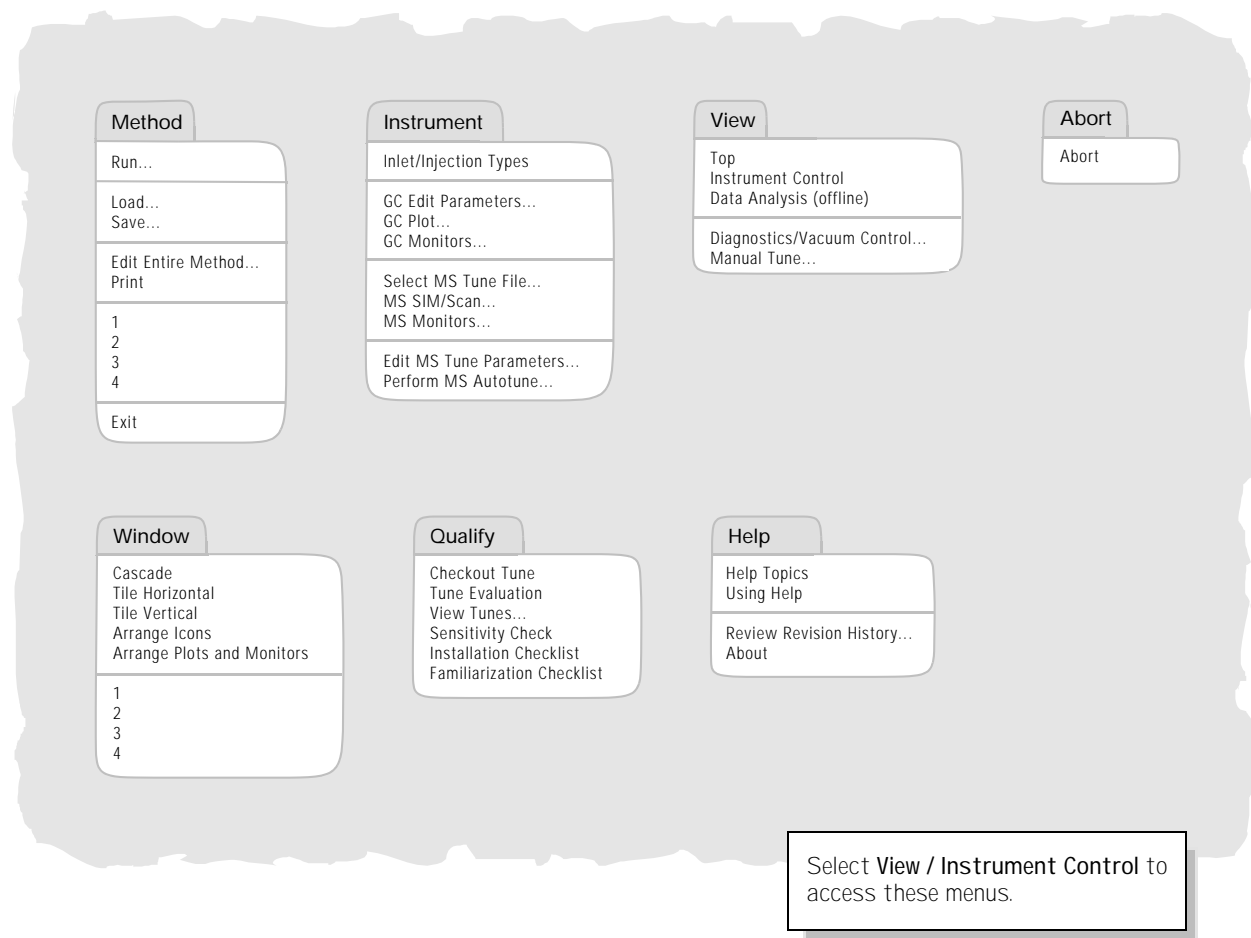 Method
Run...
Load...
Save...
Edit Entire Method...
Print
1
2
3
4
Exit
Instrument
Inlet/Injection Types
GC Edit Parameters...
GC Plot...
GC Monitors...
Select MS Tune File...
MS SIM/Scan...
MS Monitors...
Edit MS Tune Parameters...
Perform MS Autotune...
View
Top
Instrument Control
Data Analysis (offline)
Diagnostics/Vacuum Control...
Manual Tune...
Abort
Abort
Window
Cascade
Tile Horizontal
Tile Vertical
Arrange Icons
Arrange Plots and Monitors
1
2
3
4
Qualify
Checkout Tune
Tune Evaluation
View Tunes...
Sensitivity Check
Installation Checklist
Familiarization Checklist
Help
Help Topics
Using Help
Review Revision History...
About
Select View / Instrument Control to
access these menus.